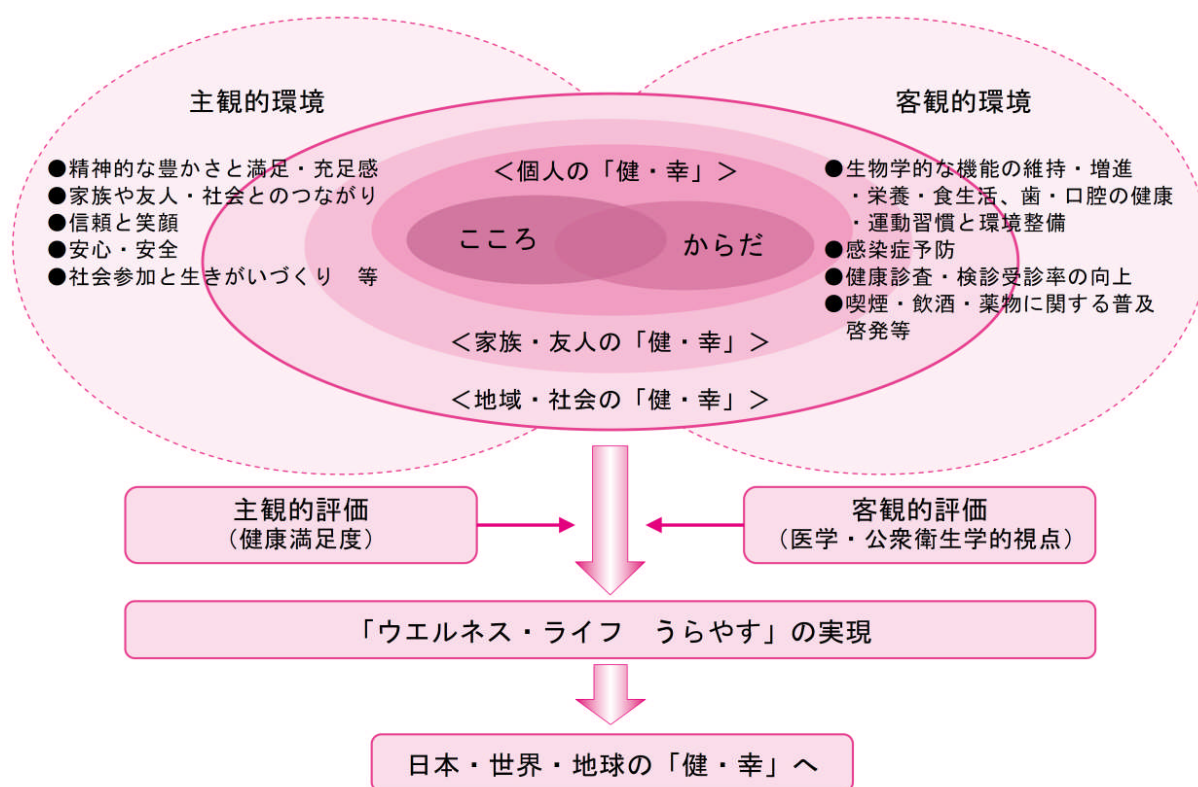 主観的環境
●精神的な豊かさと満足・充足感
●家族や友人・社会とのつながり
●信頼と笑顔
●安心・安全
●社会参加と生きがいづくり　等
客観的環境
●生物学的な機能の維持・増進
・栄養・食生活、歯・口腔の健康
・運動習慣と環境整備
●感染症予防
●健康診査・検診受診率の向上
●喫煙・飲酒・薬物に関する普及
啓発等
＜個人の「健・幸」＞
こころ
からだ
＜家族・友人の「健・幸」＞
＜地域・社会の「健・幸」＞
主観的評価
（健康満足度）
客観的評価
（医学・公衆衛生学的視点）
「ウエルネス・ライフ　うらやす」の実現
日本・世界・地球の「健・幸」へ